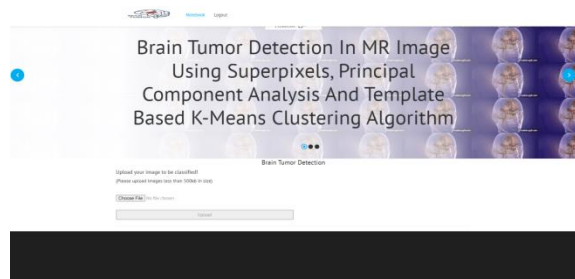 Logout
Brain Tumor Detection In MR Image
Using Superpixels, Principal
Component Analysis And Template
Based K-Means Clustering Algorithm
Brain Tumor Detection
Upload your image to be classified!
(Please upload images less than 100kb in size)
Choose File No file chosen
Upload